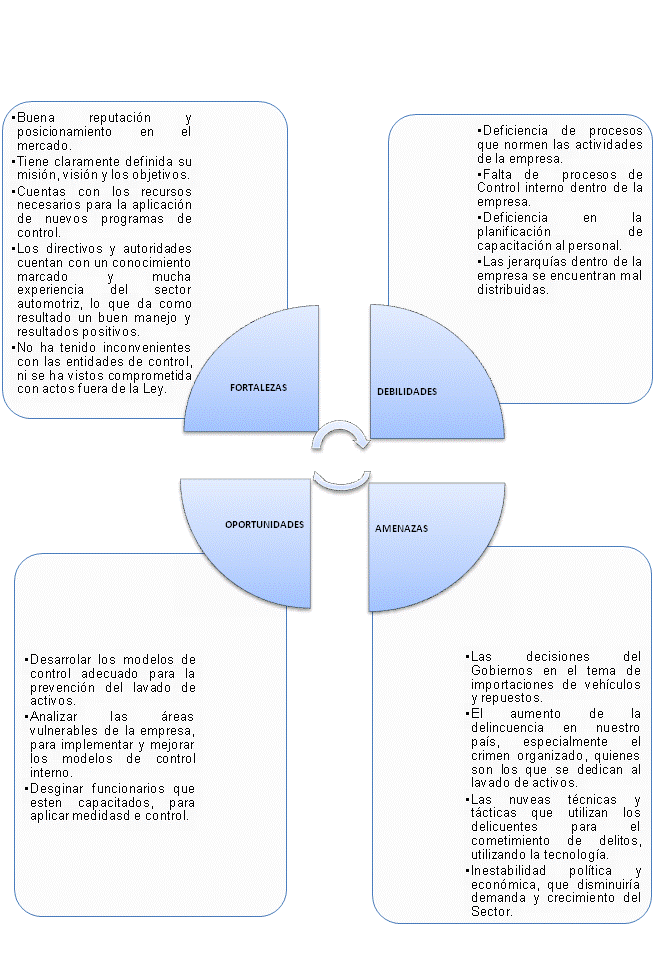 •Buena reputación y
posicionamiento en el
mercado.
•Tiene claramente definida su
misión, visión y los objetivos.
•Cuentas con los recursos
necesarios para la aplicación
de nuevos programas de
control.
•Los directivos y autoridades
cuentan con un conocimiento
marcado y mucha
experiencia del sector
automotriz, lo que da como
resultado un buen manejo y
resultados positivos.
•No ha tenido inconvenientes
con las entidades de control,
ni se ha vistos comprometida
con actos fuera de la Ley.
FORTALEZAS
•Deficiencia de procesos
que normen las actividades
de la empresa.
•Falta de procesos de
Control interno dentro de la
empresa.
•Deficiencia en la
planificación de
capacitación al personal.
•Las jerarquías dentro de la
empresa se encuentran mal
distribuidas.
DEBILIDADES
OPORTUNIDADES
•Desarrolar los modelos de
control adecuado para la
prevención del lavado de
activos.
•Analizar las áreas
vulnerables de la empresa,
para implementar y mejorar
los modelos de control
interno.
•Desginar funcionarios que
esten capacitados, para
aplicar medidasd e control.
AMENAZAS
•Las decisiones del
Gobiernos en el tema de
importaciones de vehículos
y repuestos.
•El aumento de la
delincuencia en nuestro
país, especialmente el
crimen organizado, quienes
son los que se dedican al
lavado de activos.
•Las nuveas técnicas y
tácticas que utilizan los
delicuentes para el
cometimiento de delitos,
utilizando la tecnología.
•Inestabilidad política y
económica, que disminuiría
demanda y crecimiento del
Sector.